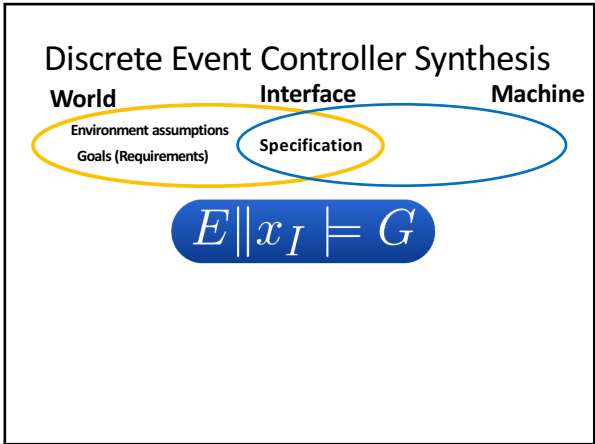 Discrete Event Controller Synthesis
World Interface Machine
Environment assumptions
Goals (Requirements) Specification
E||x_I ⊨ G